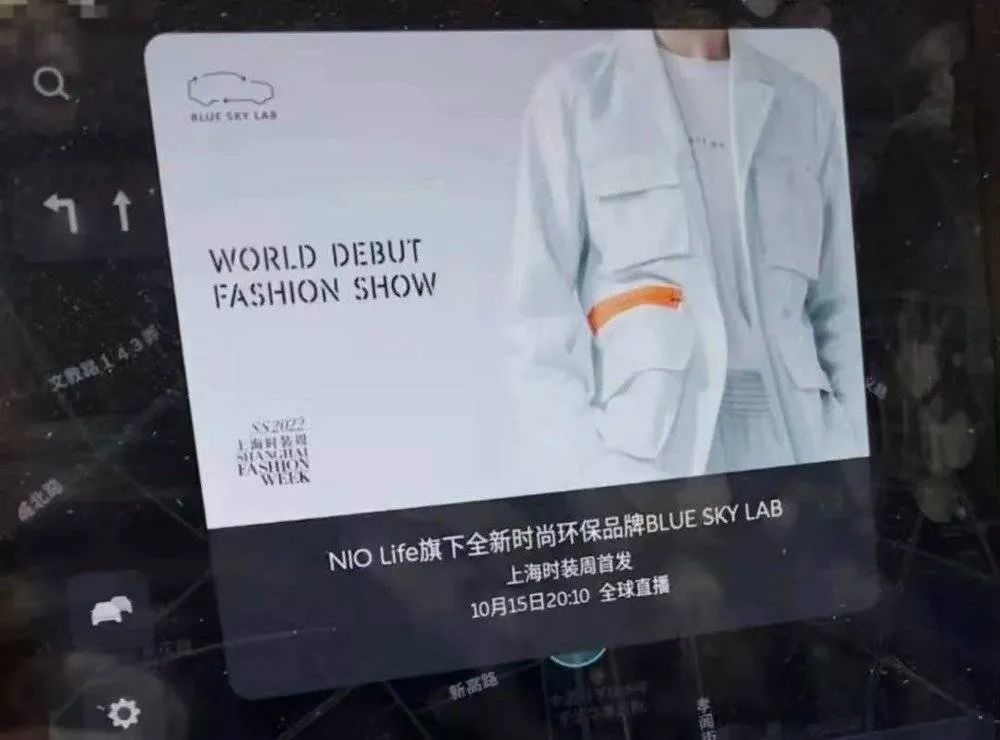 BLUE SKY LAB
WORLD DEBUT
FASHION SHOW
SS2022
上海时装周
SHANGHAI
FASHION
WEEK
NIO Life旗下全新时尚环保品牌BLUE SKY LAB
上海时装周首发
10月15日20:10 全球直播
文教路143弄
新高路